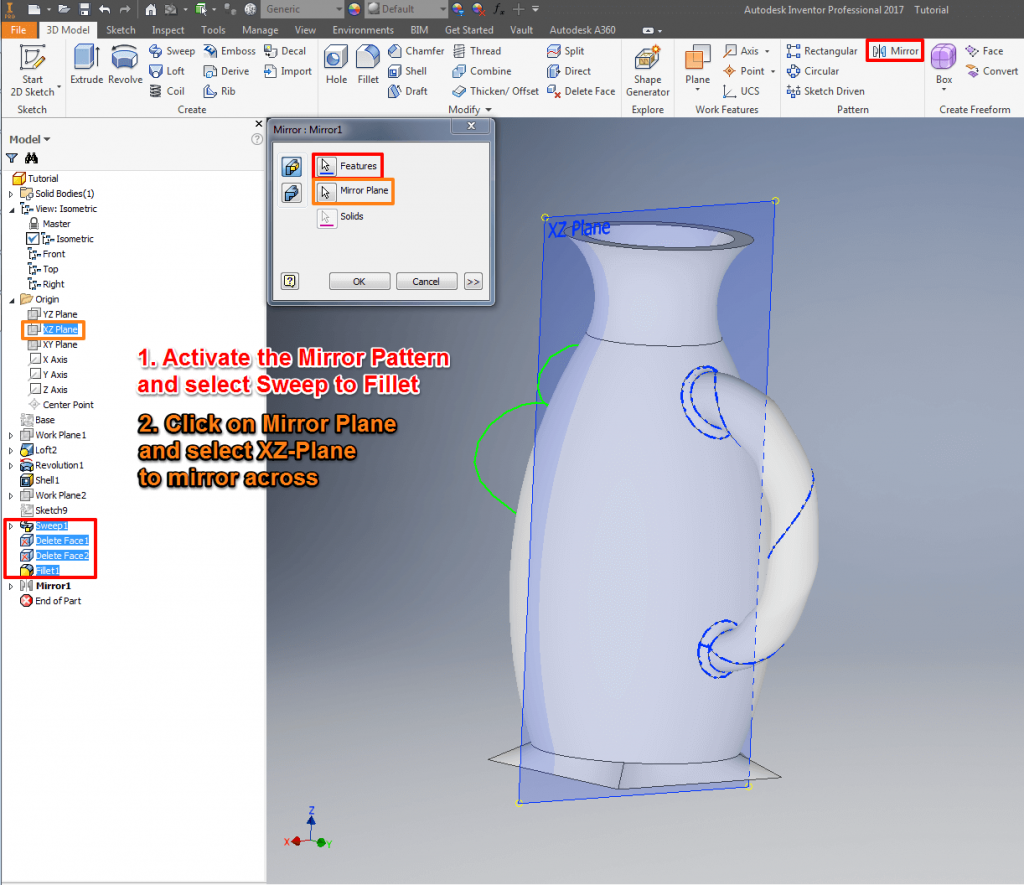 Generic
Default
Autodesk Inventor Professional 2017 Tutorial
File 3D Model Sketch Inspect Tools Manage View Environments BIM Get Started Vault Autodesk A360
Start
2D Sketch
Sketch
Extrude Revolve
Sweep Emboss Decal
Loft Derive Import
Coil Rib
Create
Hole Fillet
Chamfer Thread Split
Shell Combine Direct
Draft Thicken/ Offset Delete Face
Modify
Shape
Generator
Explore
Plane
Axis
Point
UCS
Work Features
Rectangular Mirror
Circular
Sketch Driven
Pattern
Box
Face
Convert
Create Freeform
Model
Tutorial
Solid Bodies(1)
View: Isometric
Master
Isometric
Front
Top
Right
Origin
YZ Plane
XZ Plane
XY Plane
X Axis
Y Axis
Z Axis
Center Point
Base
Work Plane1
Loft2
Revolution1
Shell1
Work Plane2
Sketch9
Sweep1
Delete Face1
Delete Face2
Fillet1
Mirror1
End of Part
Mirror : Mirror1
Features
Mirror Plane
Solids
OK Cancel >>
1. Activate the Mirror Pattern
and select Sweep to Fillet
2. Click on Mirror Plane
and select XZ-Plane
to mirror across
XZ Plane
Z
X
Y